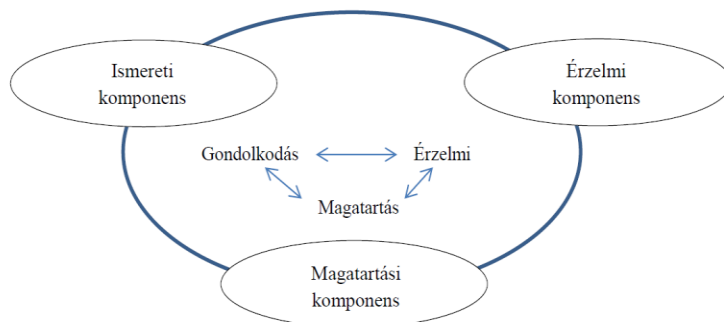 Ismereti
komponens
Érzelmi
komponens
Gondolkodás
Érzelmi
Magatartás
Magatartási
komponens